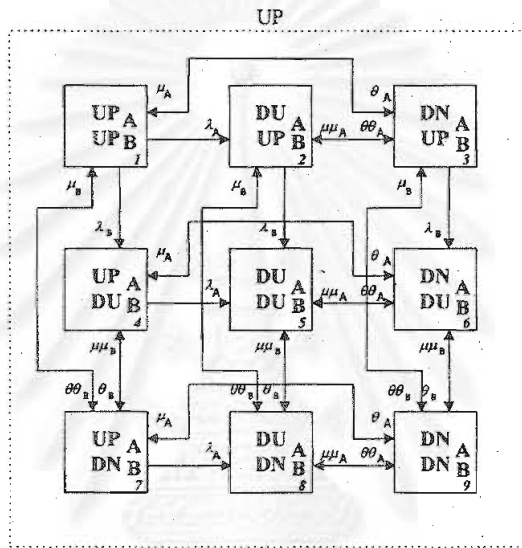 UP
μA θA
UP A
UP B
1
λA
DU A
UP B
2
μμA θθA
DN A
UP B
3
μB μB μB
λB λB λB
μA θA
UP A
DU B
4
λA
DU A
DU B
5
μμA θθA
DN A
DU B
6
μμB μμB μμB
θθB θB θθB θB θθB θB
μA θA
UP A
DN B
7
λA
DU A
DN B
8
μμA θθA
DN A
DN B
9